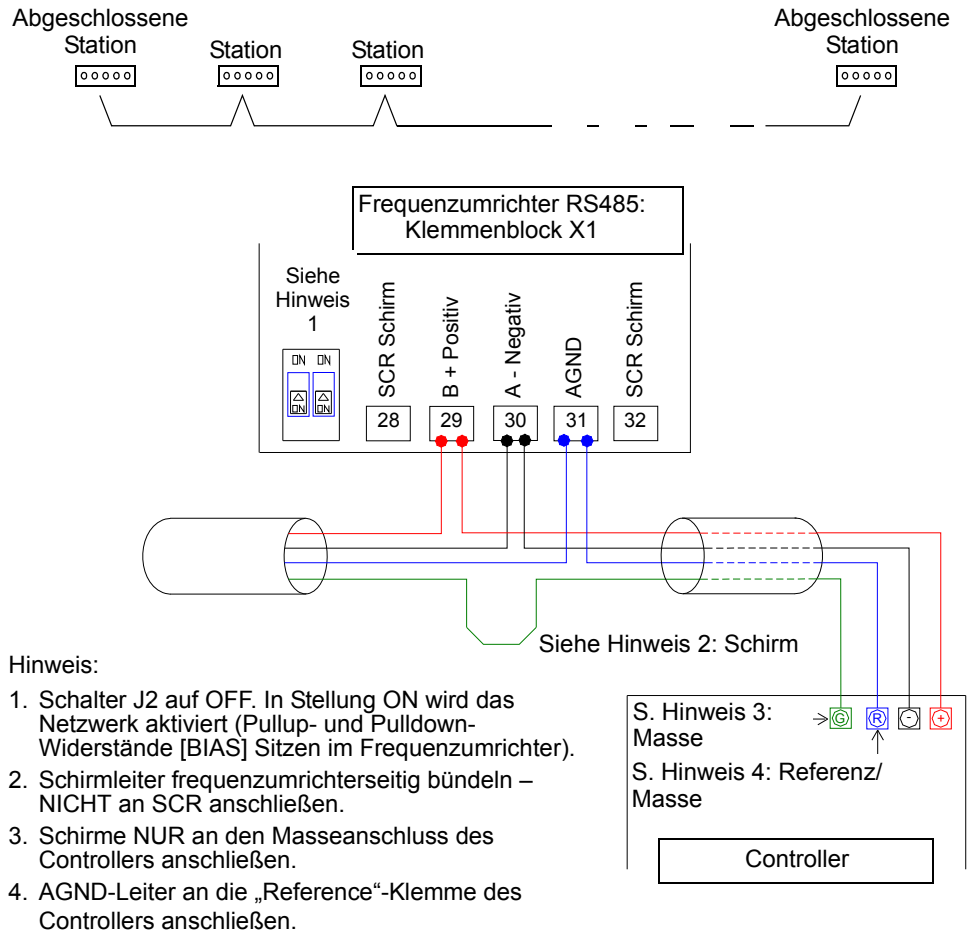 Abgeschlossene
Station
Station
Station
Abgeschlossene
Station
Frequenzumrichter RS485:
Klemmenblock X1
Siehe
Hinweis
1
ON ON
ON ON
SCR Schirm
B + Positiv
A - Negativ
AGND
SCR Schirm
28
29
30
31
32
Siehe Hinweis 2: Schirm
Hinweis:
1. Schalter J2 auf OFF. In Stellung ON wird das
Netzwerk aktiviert (Pullup- und Pulldown-
Widerstände [BIAS] Sitzen im Frequenzumrichter).
2. Schirmleiter frequenzumrichterseitig bündeln –
NICHT an SCR anschließen.
3. Schirme NUR an den Masseanschluss des
Controllers anschließen.
4. AGND-Leiter an die „Reference“-Klemme des
Controllers anschließen.
S. Hinweis 3:
Masse
G R - +
S. Hinweis 4: Referenz/
Masse
Controller